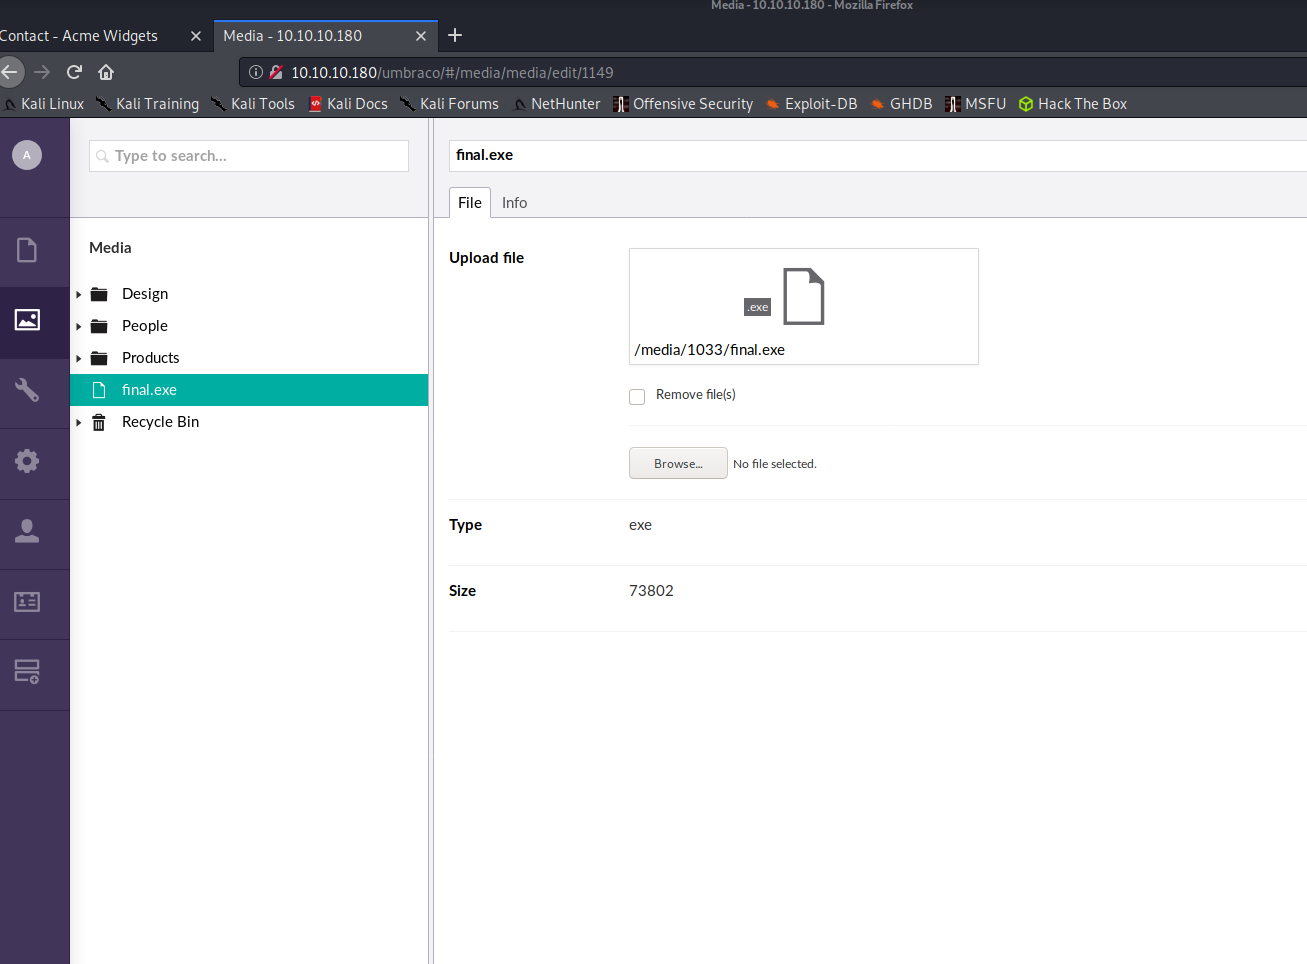 Media - 10.10.10.180 - Mozilla Firefox
Contact - Acme Widgets
Media - 10.10.10.180
10.10.10.180/umbraco/#/media/media/edit/1149
Kali Linux Kali Training Kali Tools Kali Docs Kali Forums NetHunter Offensive Security Exploit-DB GHDB MSFU Hack The Box
A
Type to search...
Media
Design
People
Products
final.exe
Recycle Bin
final.exe
File Info
Upload file
.exe
/media/1033/final.exe
Remove file(s)
Browse... No file selected.
Type exe
Size 73802